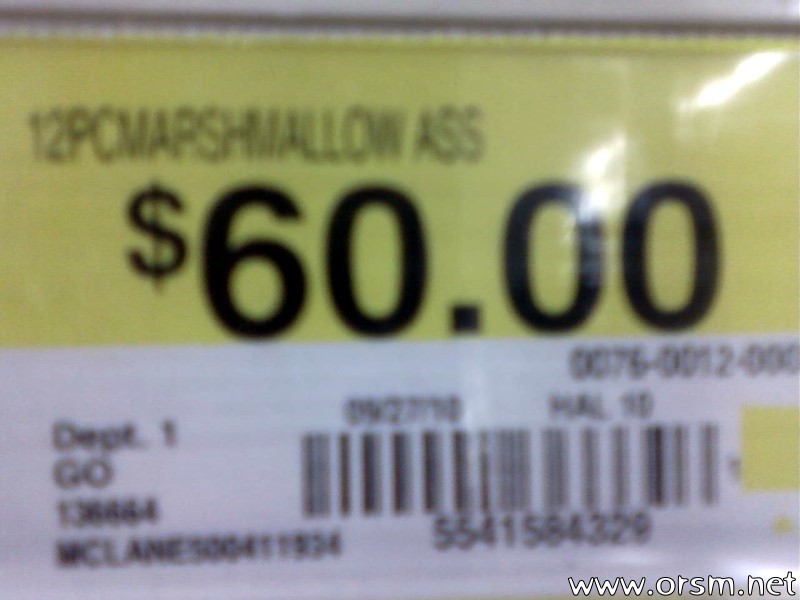 12PCMARSHMALLOW ASS
$60.00
0076-0012-000
09/27/10 HAL 10
Dept. 1
GO
136664
MCLANE500411934
5541584329
www.orsm.net